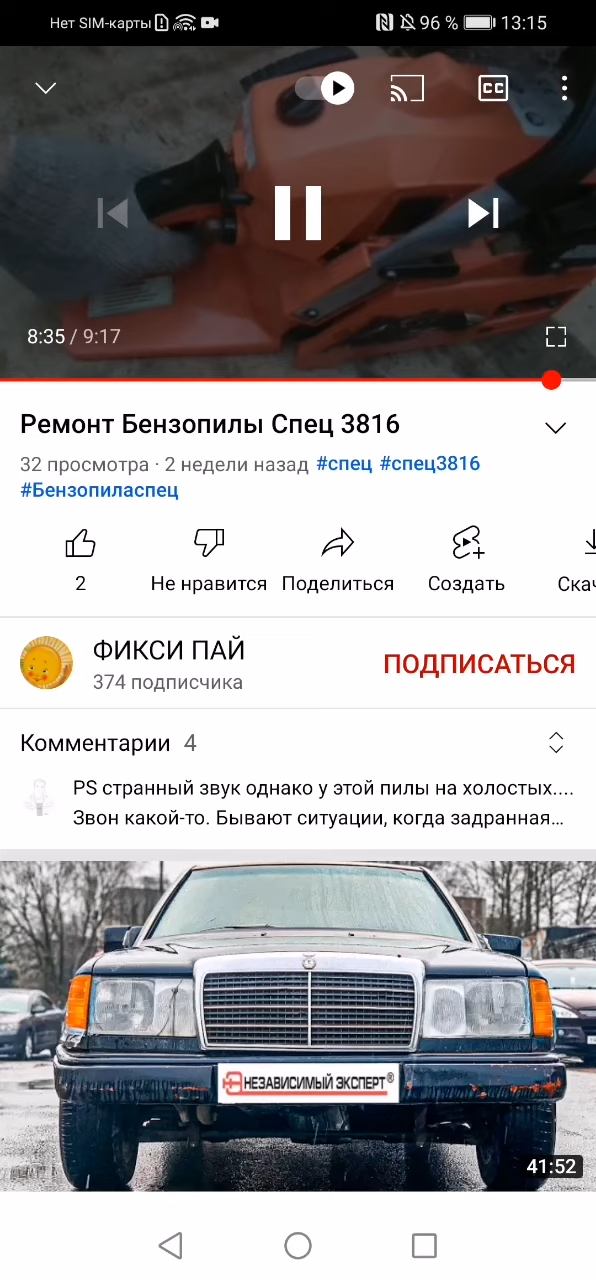 Нет SIM-карты 96 % 13:15
CC
8:35 / 9:17
Ремонт Бензопилы Спец 3816
32 просмотра · 2 недели назад #спец #спец3816
#Бензопиласпец
2 Не нравится Поделиться Создать Скач
ФИКСИ ПАЙ
374 подписчика
ПОДПИСАТЬСЯ
Комментарии 4
PS странный звук однако у этой пилы на холостых....
Звон какой-то. Бывают ситуации, когда задранная...
НЕЗАВИСИМЫЙ ЭКСПЕРТ®
41:52